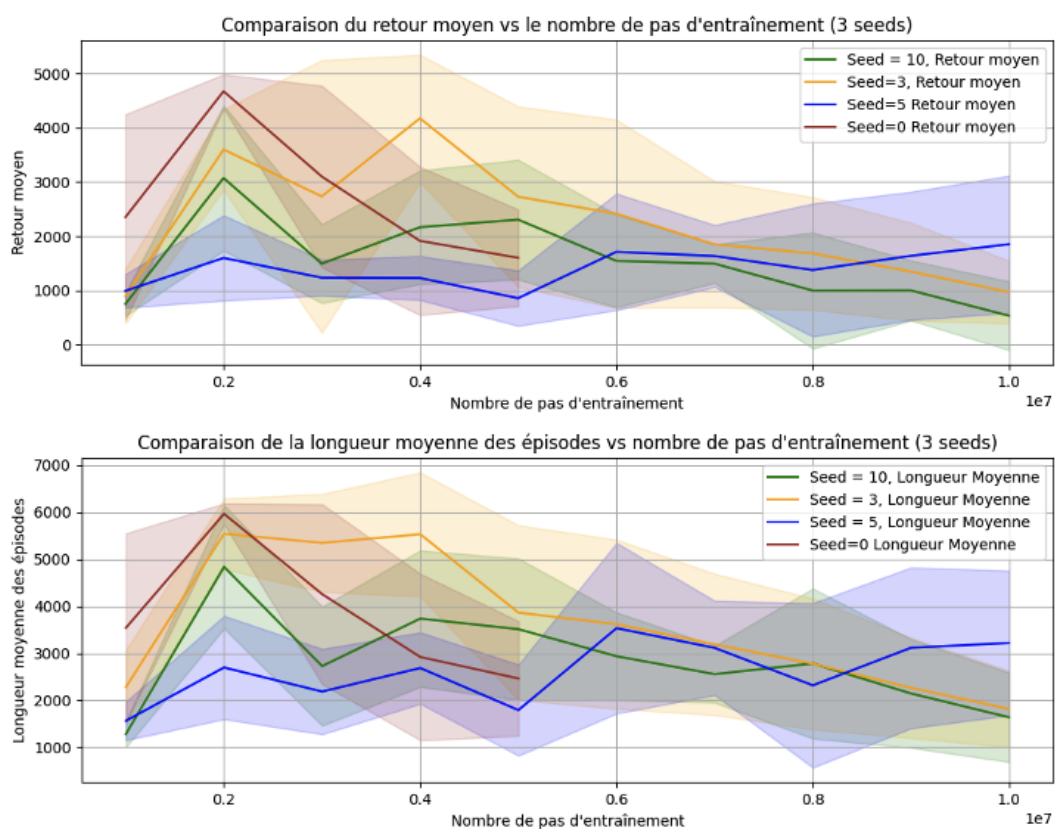 Comparaison du retour moyen vs le nombre de pas d'entraînement (3 seeds)
Seed = 10, Retour moyen
Seed=3, Retour moyen
Seed=5 Retour moyen
Seed=0 Retour moyen
Retour moyen
5000
4000
3000
2000
1000
0
0.2
0.4
0.6
0.8
1.0
1e7
Nombre de pas d'entraînement
Comparaison de la longueur moyenne des épisodes vs nombre de pas d'entraînement (3 seeds)
Seed = 10, Longueur Moyenne
Seed = 3, Longueur Moyenne
Seed = 5, Longueur Moyenne
Seed=0 Longueur Moyenne
Longueur moyenne des épisodes
7000
6000
5000
4000
3000
2000
1000
0.2
0.4
0.6
0.8
1.0
1e7
Nombre de pas d'entraînement